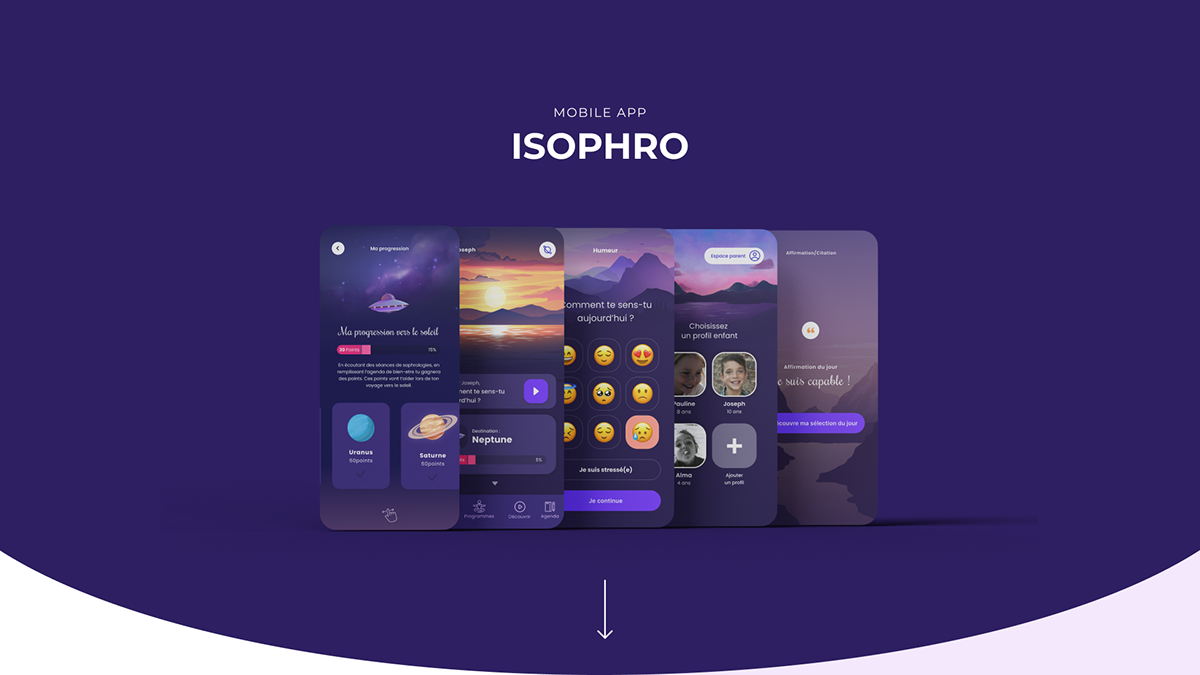 MOBILE APP
ISOPHRO
Ma progression
Ma progression vers le soleil
20 Points
15%
En écoutant des séances de sophrologies, en
remplissant l'agenda de bien-être tu gagnera
des points. Ces points vont t'aider lors de ton
voyage vers le soleil.
Uranus
60points
Saturne
60points
oseph
Joseph,
ment te sens-tu
rd'hui ?
Destination :
Neptune
5%
Programmes
Découvrir
Agenda
Humeur
Comment te sens-tu
aujourd'hui ?
Je suis stressé(e)
Je continue
Espace parent
Choisissez
un profil enfant
Pauline
8 ans
Joseph
10 ans
Alma
4 ans
Ajouter
un profil
Affirmation/Citation
Affirmation du jour
e suis capable !
écouvre ma sélection du jour